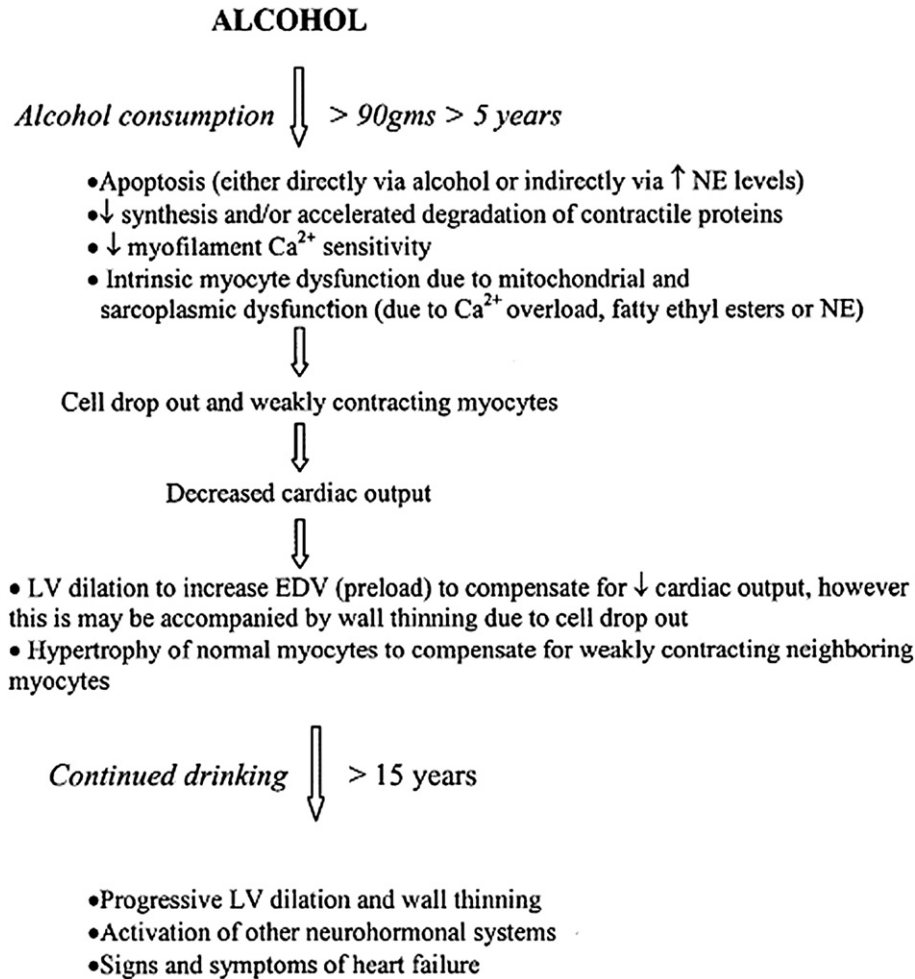 ALCOHOL
Alcohol consumption > 90gms > 5 years
•Apoptosis (either directly via alcohol or indirectly via ↑ NE levels)
•↓ synthesis and/or accelerated degradation of contractile proteins
• ↓ myofilament Ca²⁺ sensitivity
• Intrinsic myocyte dysfunction due to mitochondrial and
sarcoplasmic dysfunction (due to Ca²⁺ overload, fatty ethyl esters or NE)
Cell drop out and weakly contracting myocytes
Decreased cardiac output
• LV dilation to increase EDV (preload) to compensate for ↓ cardiac output, however
this is may be accompanied by wall thinning due to cell drop out
• Hypertrophy of normal myocytes to compensate for weakly contracting neighboring
myocytes
Continued drinking > 15 years
•Progressive LV dilation and wall thinning
•Activation of other neurohormonal systems
•Signs and symptoms of heart failure